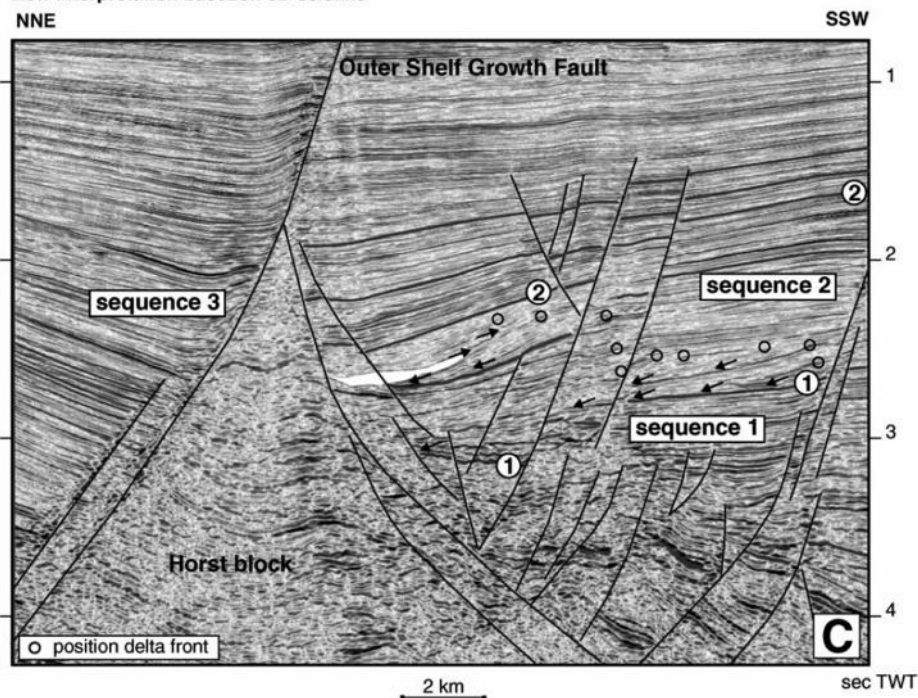 NNE
SSW
Outer Shelf Growth Fault
1
2
2
sequence 3
sequence 2
2
1
sequence 1
3
1
Horst block
4
position delta front
C
2 km
sec TWT